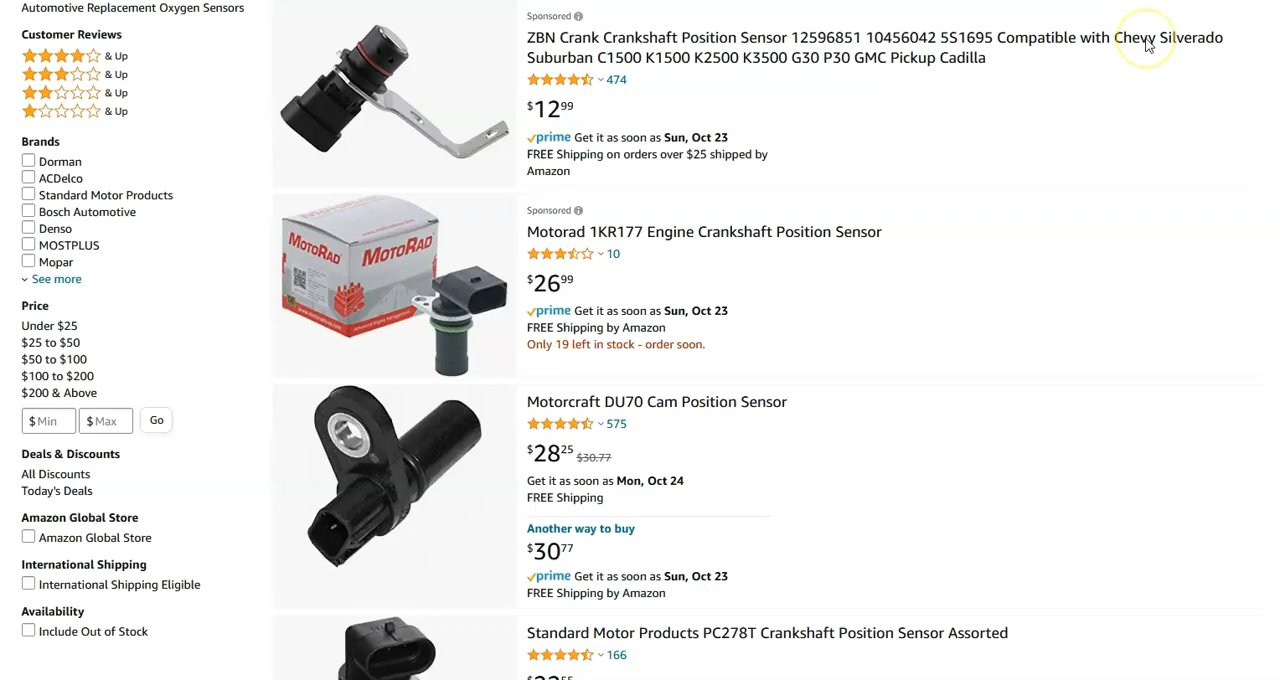 Automotive Replacement Oxygen Sensors
Customer Reviews
& Up
& Up
& Up
& Up
Brands
Dorman
ACDelco
Standard Motor Products
Bosch Automotive
Denso
MOSTPLUS
Mopar
See more
Price
Under $25
$25 to $50
$50 to $100
$100 to $200
$200 & Above
$ Min $ Max Go
Deals & Discounts
All Discounts
Today's Deals
Amazon Global Store
Amazon Global Store
International Shipping
International Shipping Eligible
Availability
Include Out of Stock
Sponsored
ZBN Crank Crankshaft Position Sensor 12596851 10456042 5S1695 Compatible with Chevy Silverado
Suburban C1500 K1500 K2500 K3500 G30 P30 GMC Pickup Cadilla
474
$1299
prime Get it as soon as Sun, Oct 23
FREE Shipping on orders over $25 shipped by
Amazon
MOTORAD
MOTORAD
MOTORAD
Sponsored
Motorad 1KR177 Engine Crankshaft Position Sensor
10
$2699
prime Get it as soon as Sun, Oct 23
FREE Shipping by Amazon
Only 19 left in stock - order soon.
Motorcraft DU70 Cam Position Sensor
575
$2825 $30.77
Get it as soon as Mon, Oct 24
FREE Shipping
Another way to buy
$3077
prime Get it as soon as Sun, Oct 23
FREE Shipping by Amazon
Standard Motor Products PC278T Crankshaft Position Sensor Assorted
166